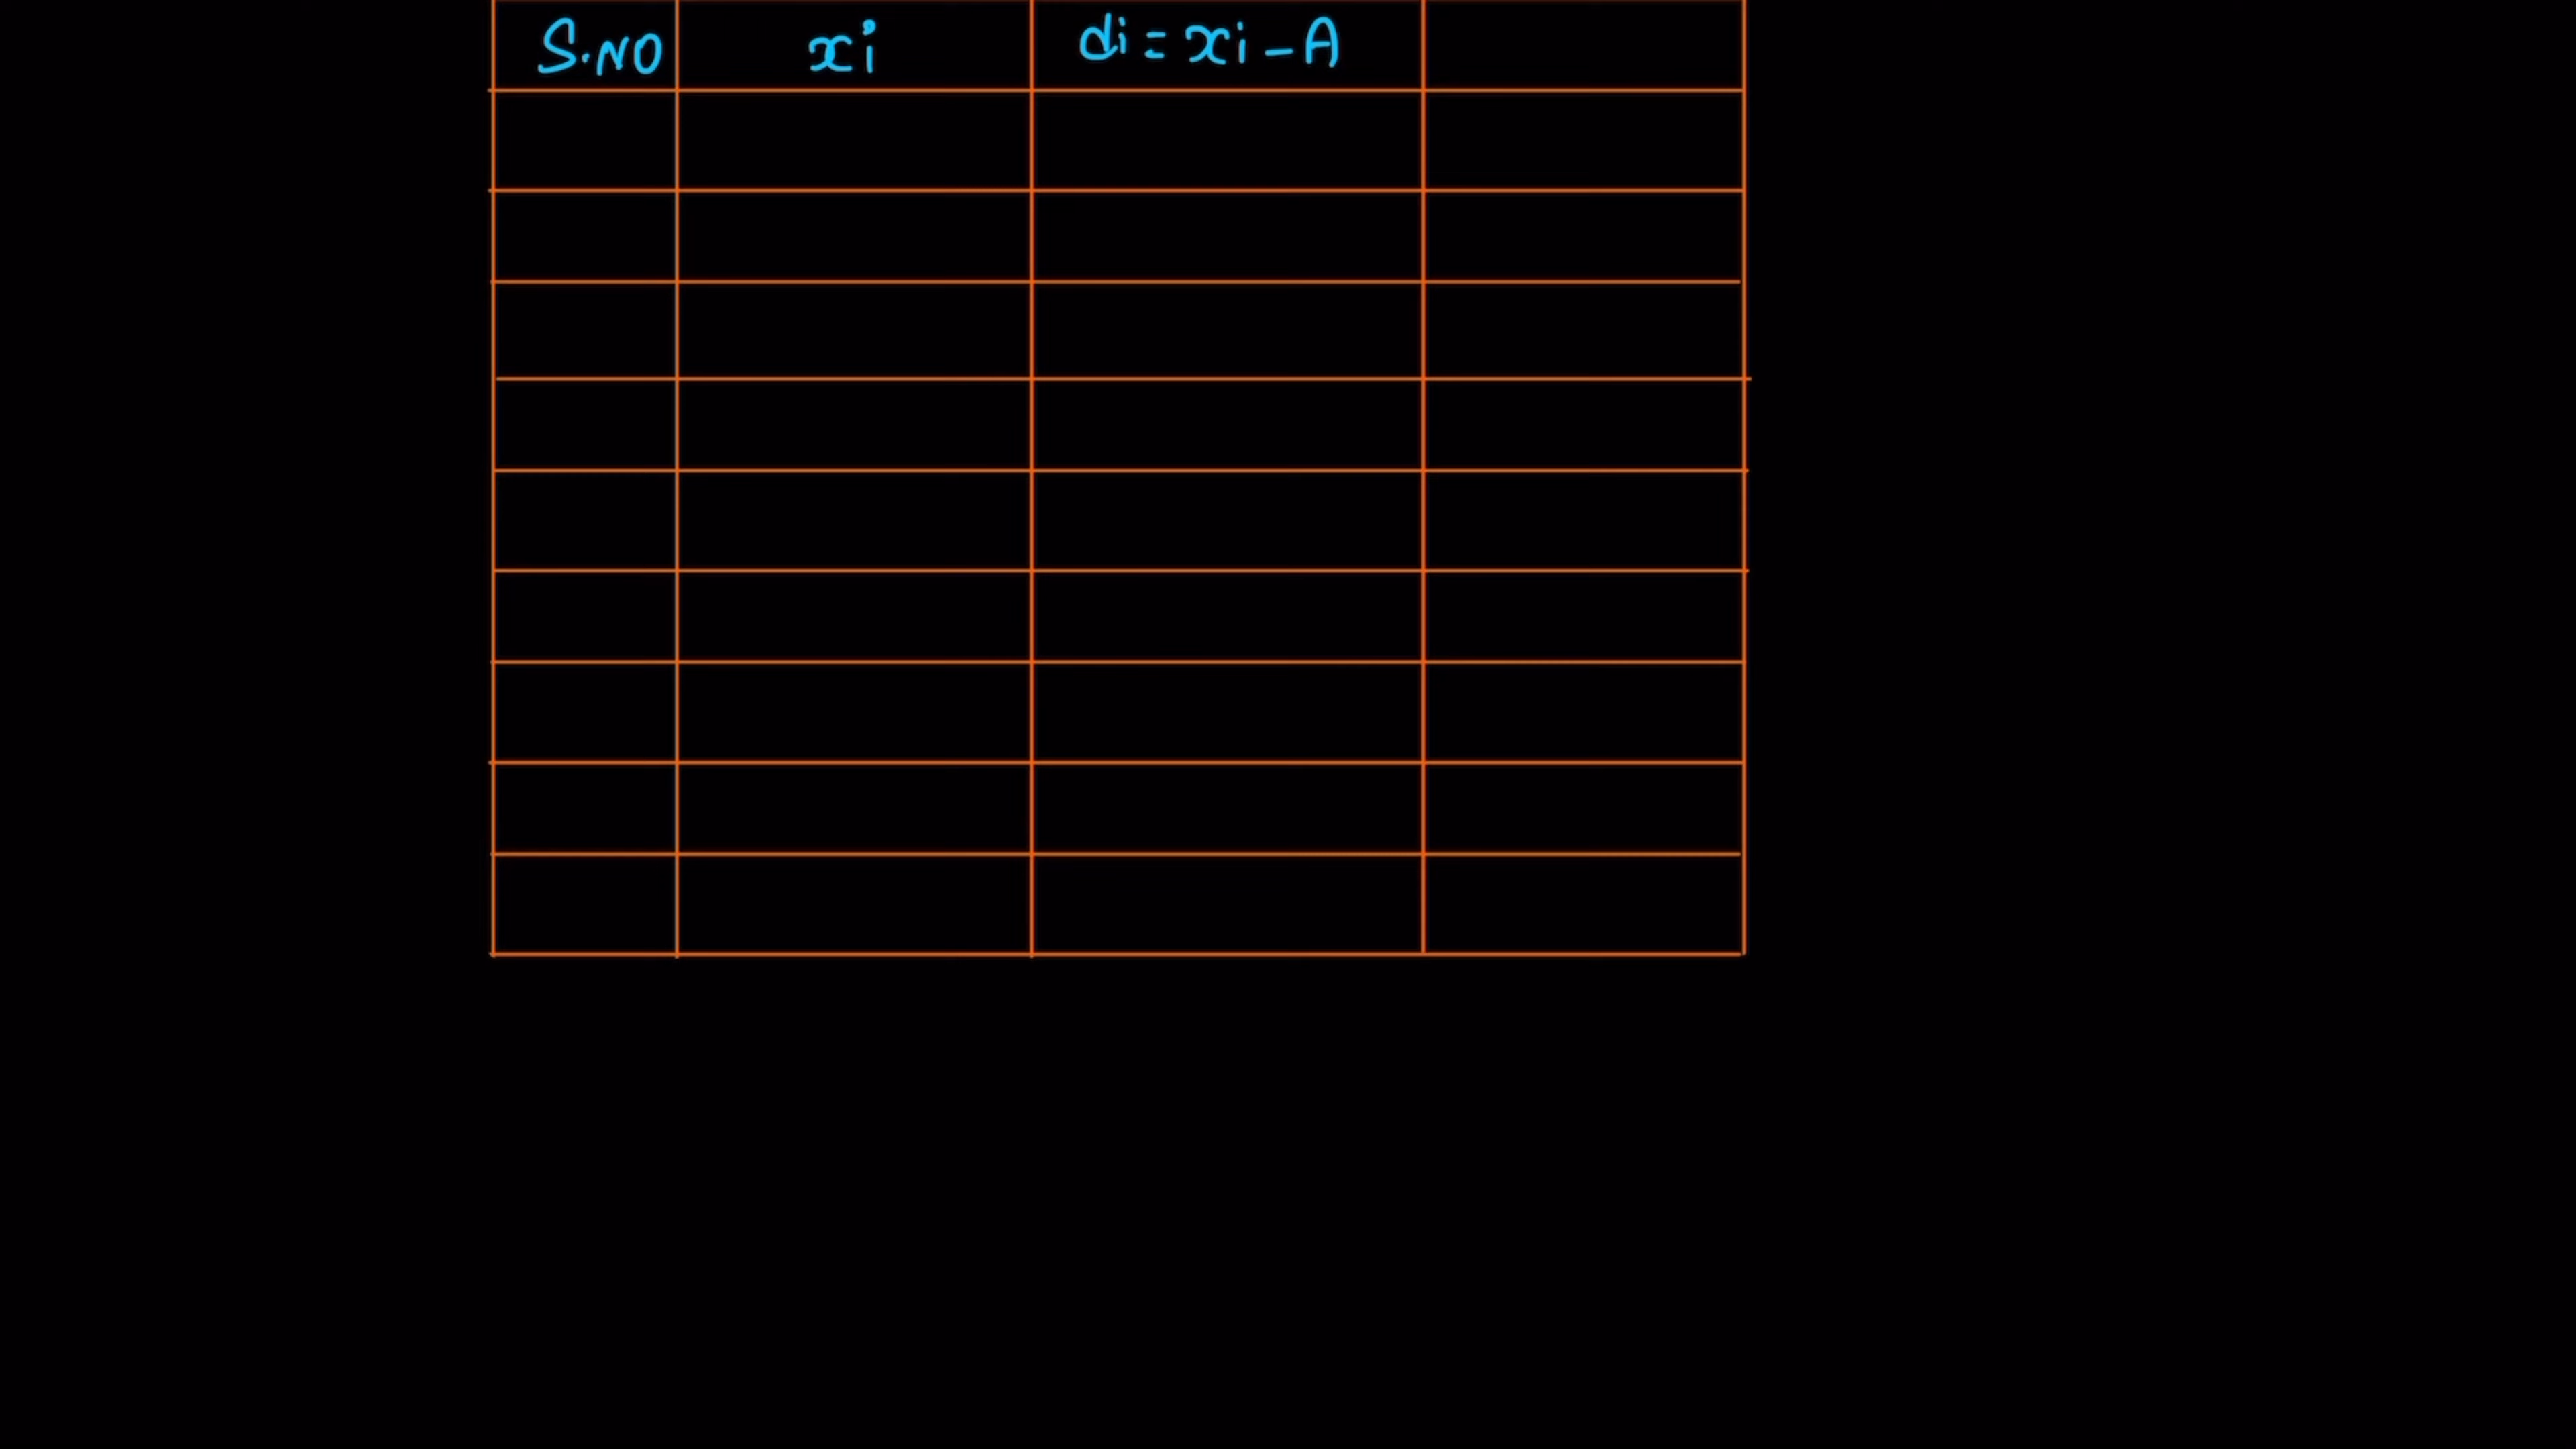 S.NO xi di = xi - A